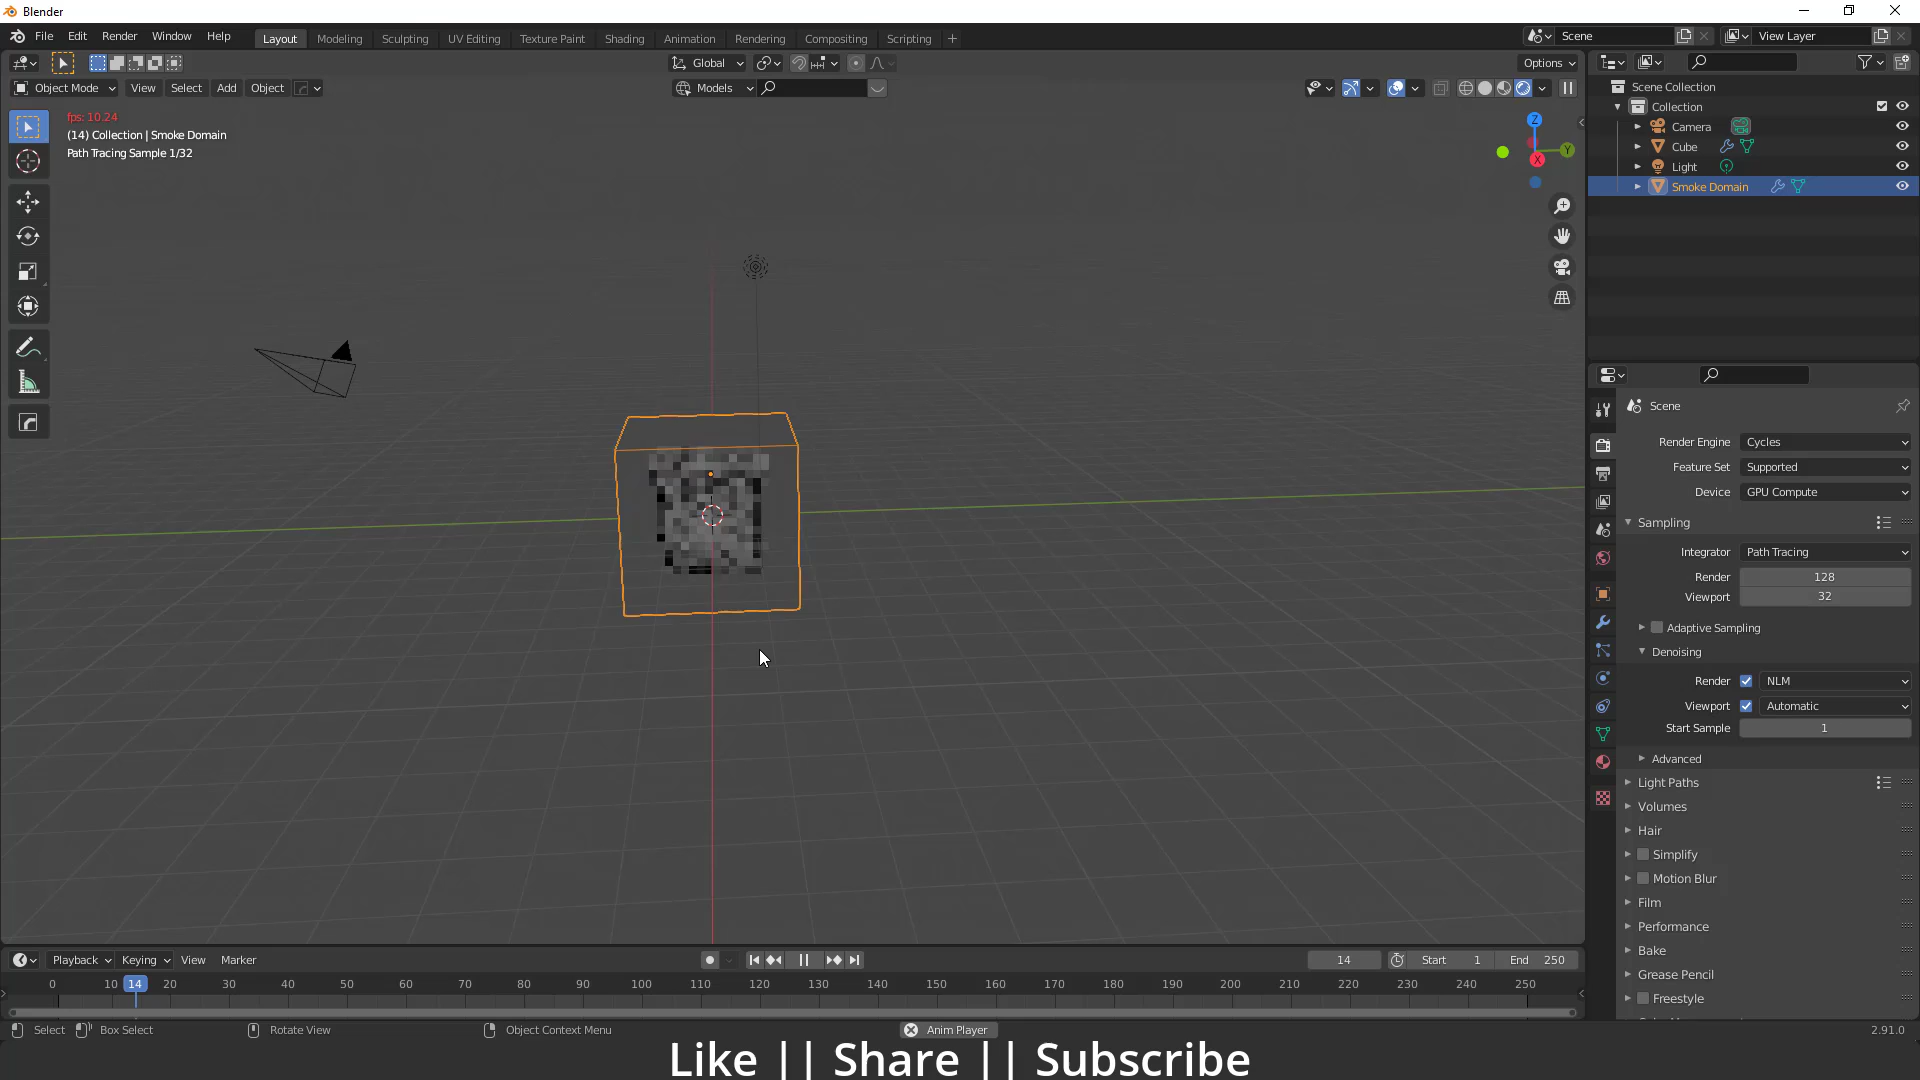 Blender
File Edit Render Window Help
Layout Modeling Sculpting UV Editing Texture Paint Shading Animation Rendering Compositing Scripting +
Scene
View Layer
Global
Options
Object Mode View Select Add Object
Models
fps: 10.24
(14) Collection | Smoke Domain
Path Tracing Sample 1/32
Z
Y
X
Scene Collection
Collection
Camera
Cube
Light
Smoke Domain
Scene
Render Engine Cycles
Feature Set Supported
Device GPU Compute
Sampling
Integrator Path Tracing
Render 128
Viewport 32
Adaptive Sampling
Denoising
Render NLM
Viewport Automatic
Start Sample 1
Advanced
Light Paths
Volumes
Hair
Simplify
Motion Blur
Film
Performance
Bake
Grease Pencil
Freestyle
Playback Keying View Marker
14 Start 1 End 250
0 10 14 20 30 40 50 60 70 80 90 100 110 120 130 140 150 160 170 180 190 200 210 220 230 240 250
Select Box Select Rotate View Object Context Menu Anim Player 2.91.0
Like || Share || Subscribe